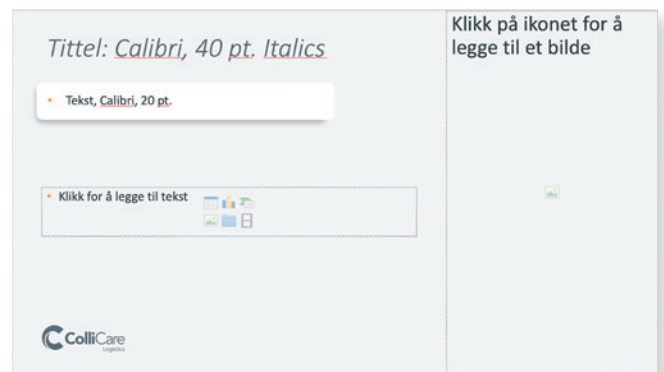 Tittel: Calibri, 40 pt. Italics
Tekst, Calibri, 20 pt.
Klikk for å legge til tekst
Klikk på ikonet for å
legge til et bilde
ColliCare
Logistics